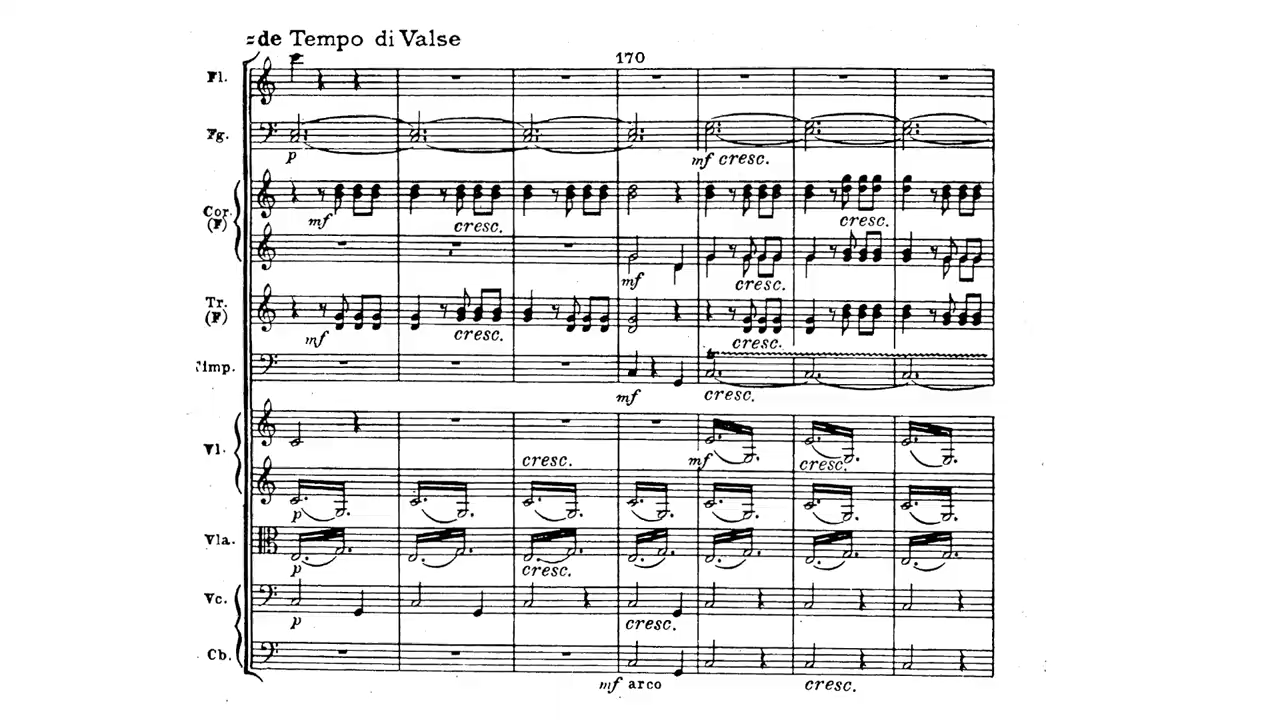 =de Tempo di Valse
170
Fl.
Fg.
p
mf cresc.
Cor.
(F)
mf
cresc.
cresc.
mf
cresc.
Tr.
(F)
mf
cresc.
cresc.
Timp.
mf
cresc.
Vl.
cresc.
mf
cresc.
p
Vla.
p
cresc.
Vc.
p
cresc.
Cb.
mf arco
cresc.